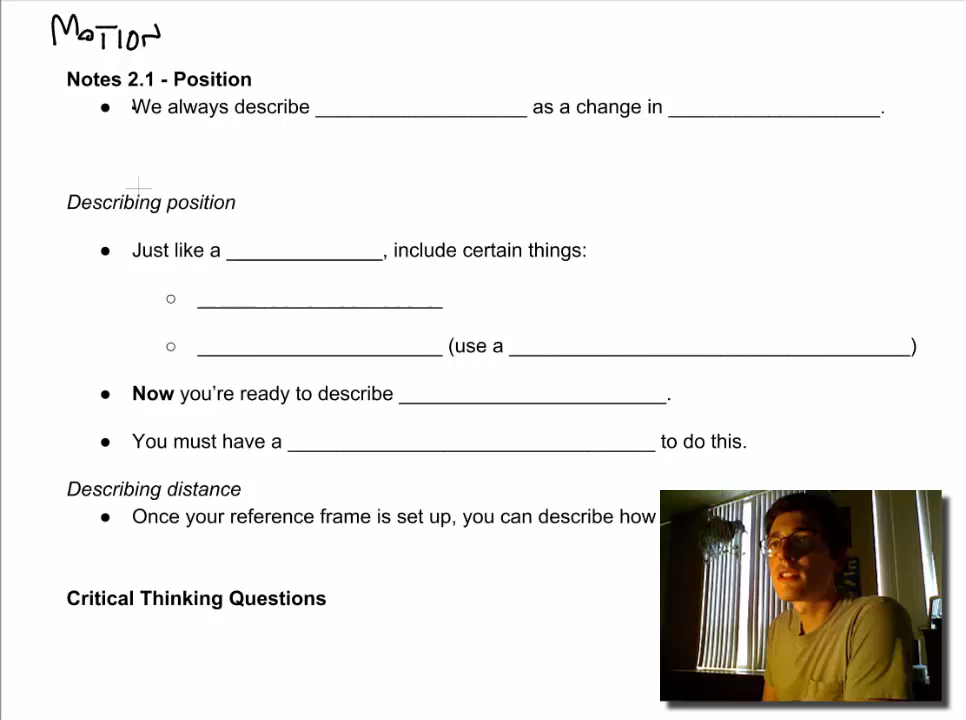 MOTION
Notes 2.1 - Position
● We always describe ___________________ as a change in ___________________.
Describing position
● Just like a ______________, include certain things:
○ ______________________
○ ______________________ (use a ____________________________________)
● Now you’re ready to describe ________________________.
● You must have a _________________________________ to do this.
Describing distance
● Once your reference frame is set up, you can describe how
Critical Thinking Questions